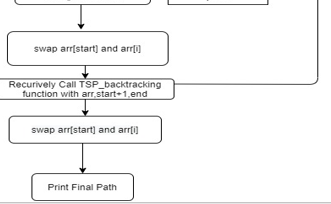 swap arr[start] and arr[i]
Recurively Call TSP_backtracking
function with arr,start+1,end
swap arr[start] and arr[i]
Print Final Path